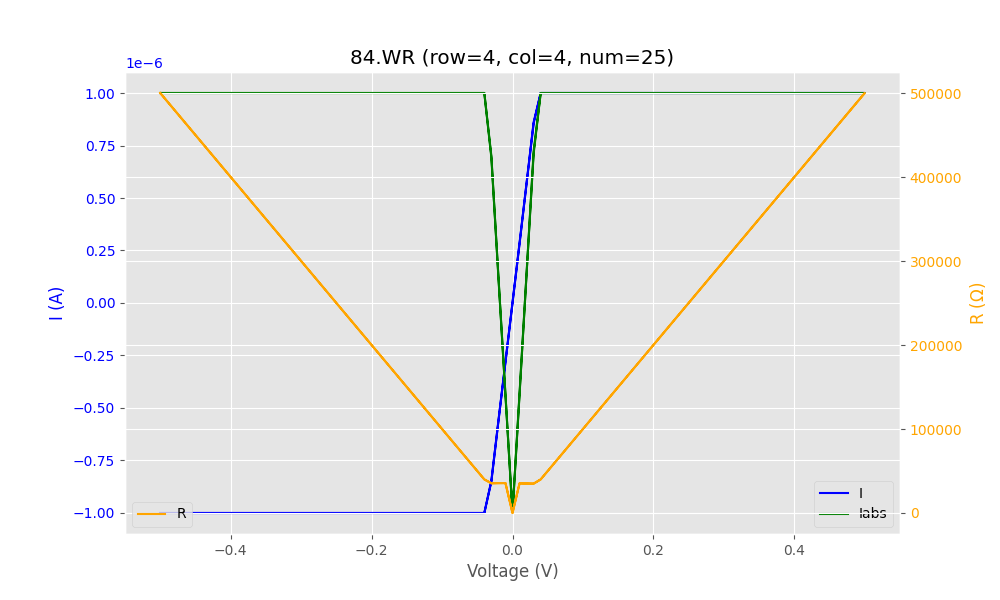 84.WR (row=4, col=4, num=25)
1e−6
1.00
0.75
0.50
0.25
0.00
−0.25
−0.50
−0.75
−1.00
I (A)
500000
400000
300000
200000
100000
0
R (Ω)
R
I
Iabs
−0.4
−0.2
0.0
0.2
0.4
Voltage (V)